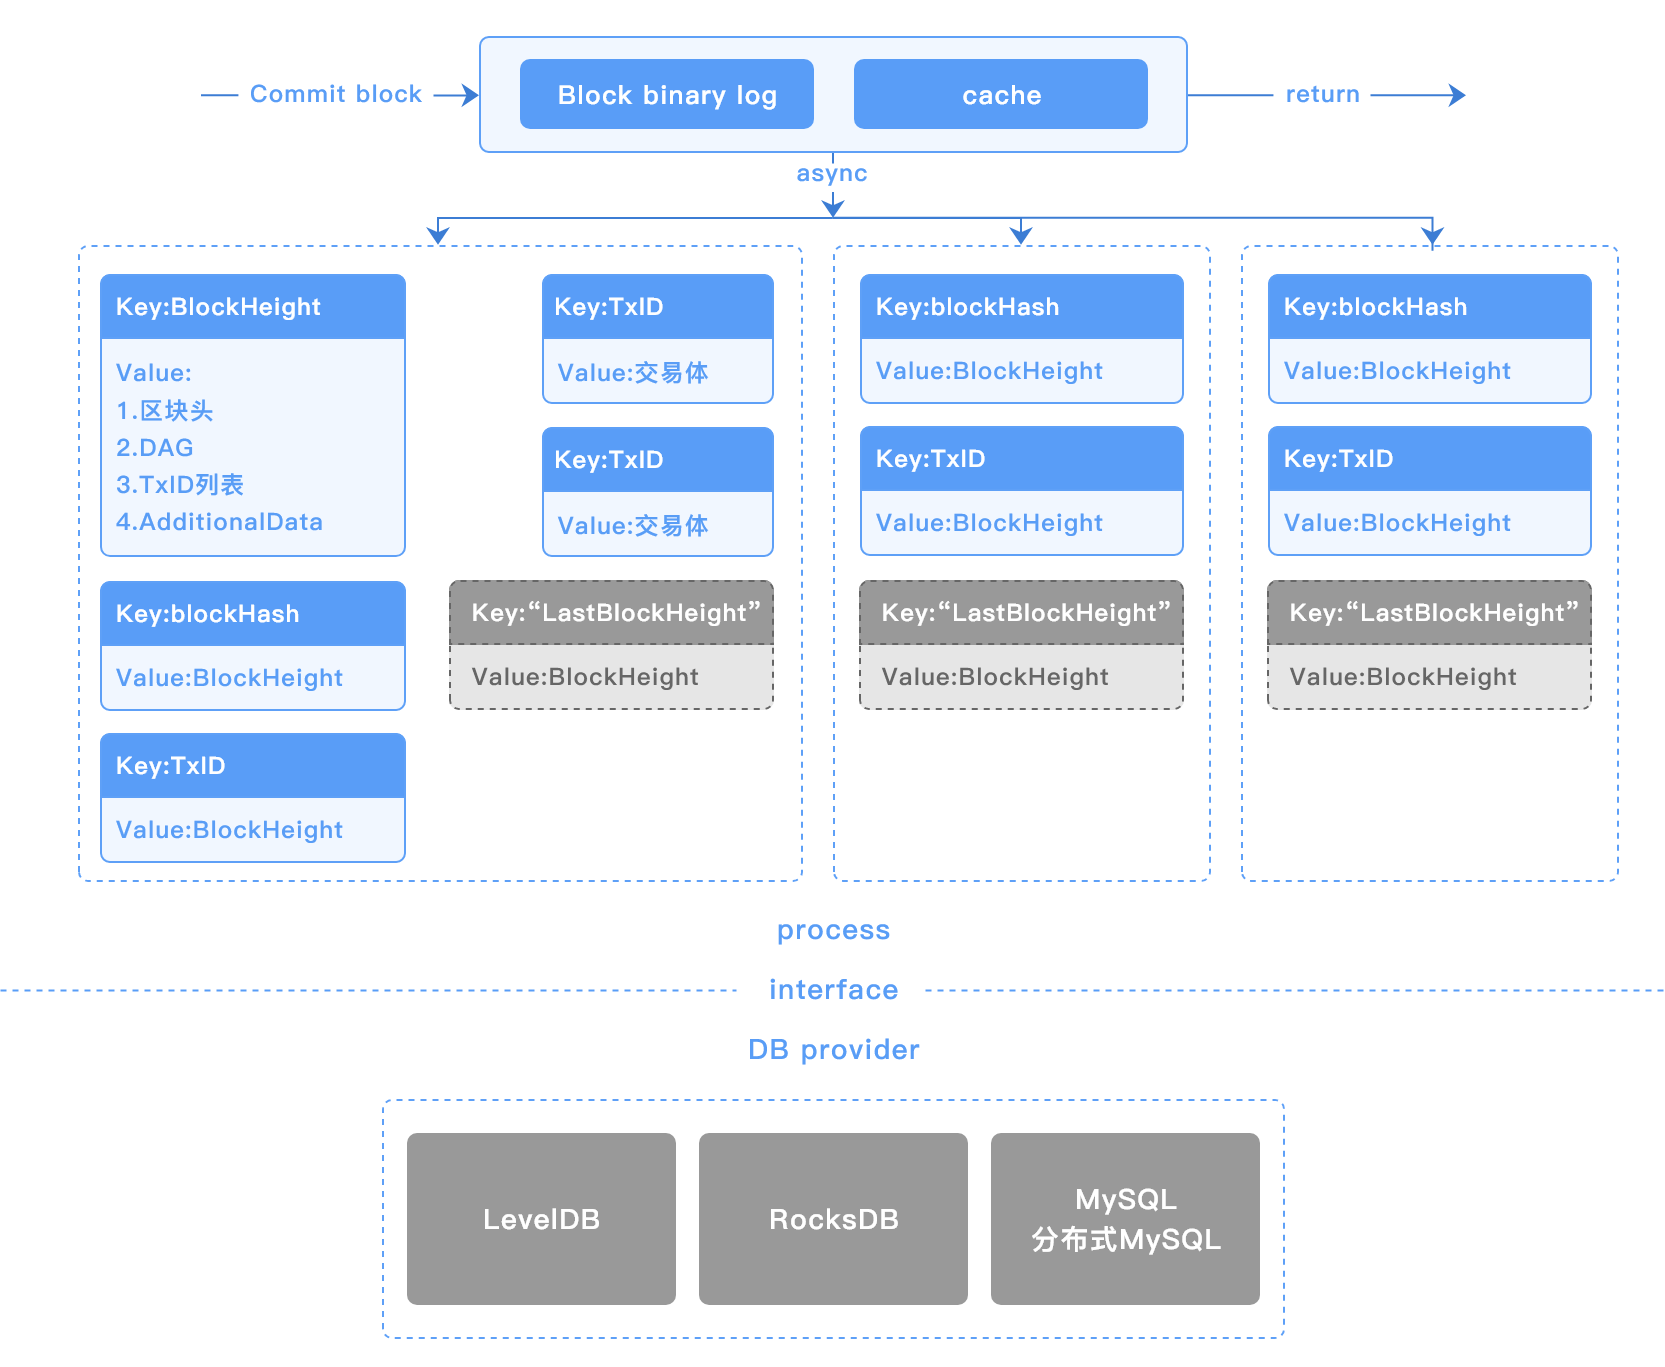 Commit block
Block binary log
cache
return
async
Key:BlockHeight
Value:
1.区块头
2.DAG
3.TxID列表
4.AdditionalData
Key:blockHash
Value:BlockHeight
Key:TxID
Value:BlockHeight
Key:TxID
Value:交易体
Key:TxID
Value:交易体
Key:“LastBlockHeight”
Value:BlockHeight
Key:blockHash
Value:BlockHeight
Key:TxID
Value:BlockHeight
Key:“LastBlockHeight”
Value:BlockHeight
Key:blockHash
Value:BlockHeight
Key:TxID
Value:BlockHeight
Key:“LastBlockHeight”
Value:BlockHeight
process
interface
DB provider
LevelDB
RocksDB
MySQL
分布式MySQL